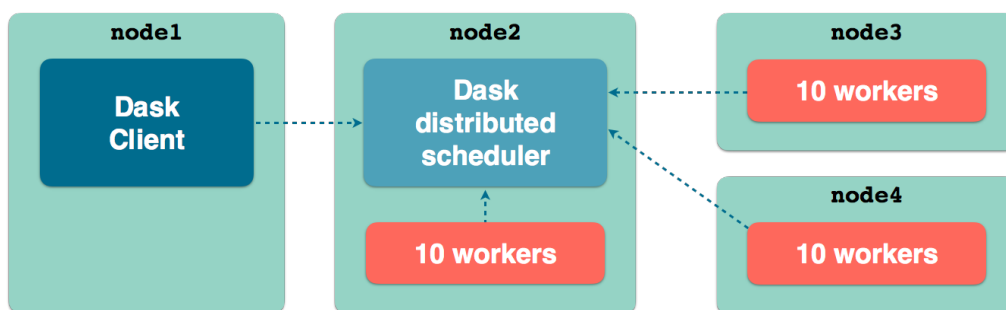 node1
Dask
Client
node2
Dask
distributed
scheduler
10 workers
node3
10 workers
node4
10 workers